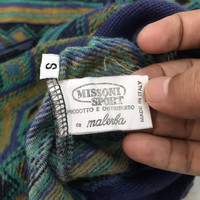 S
MISSONI
SPORT
PRODOTTO E DISTRIBUITO
da malerba
MADE IN ITALY